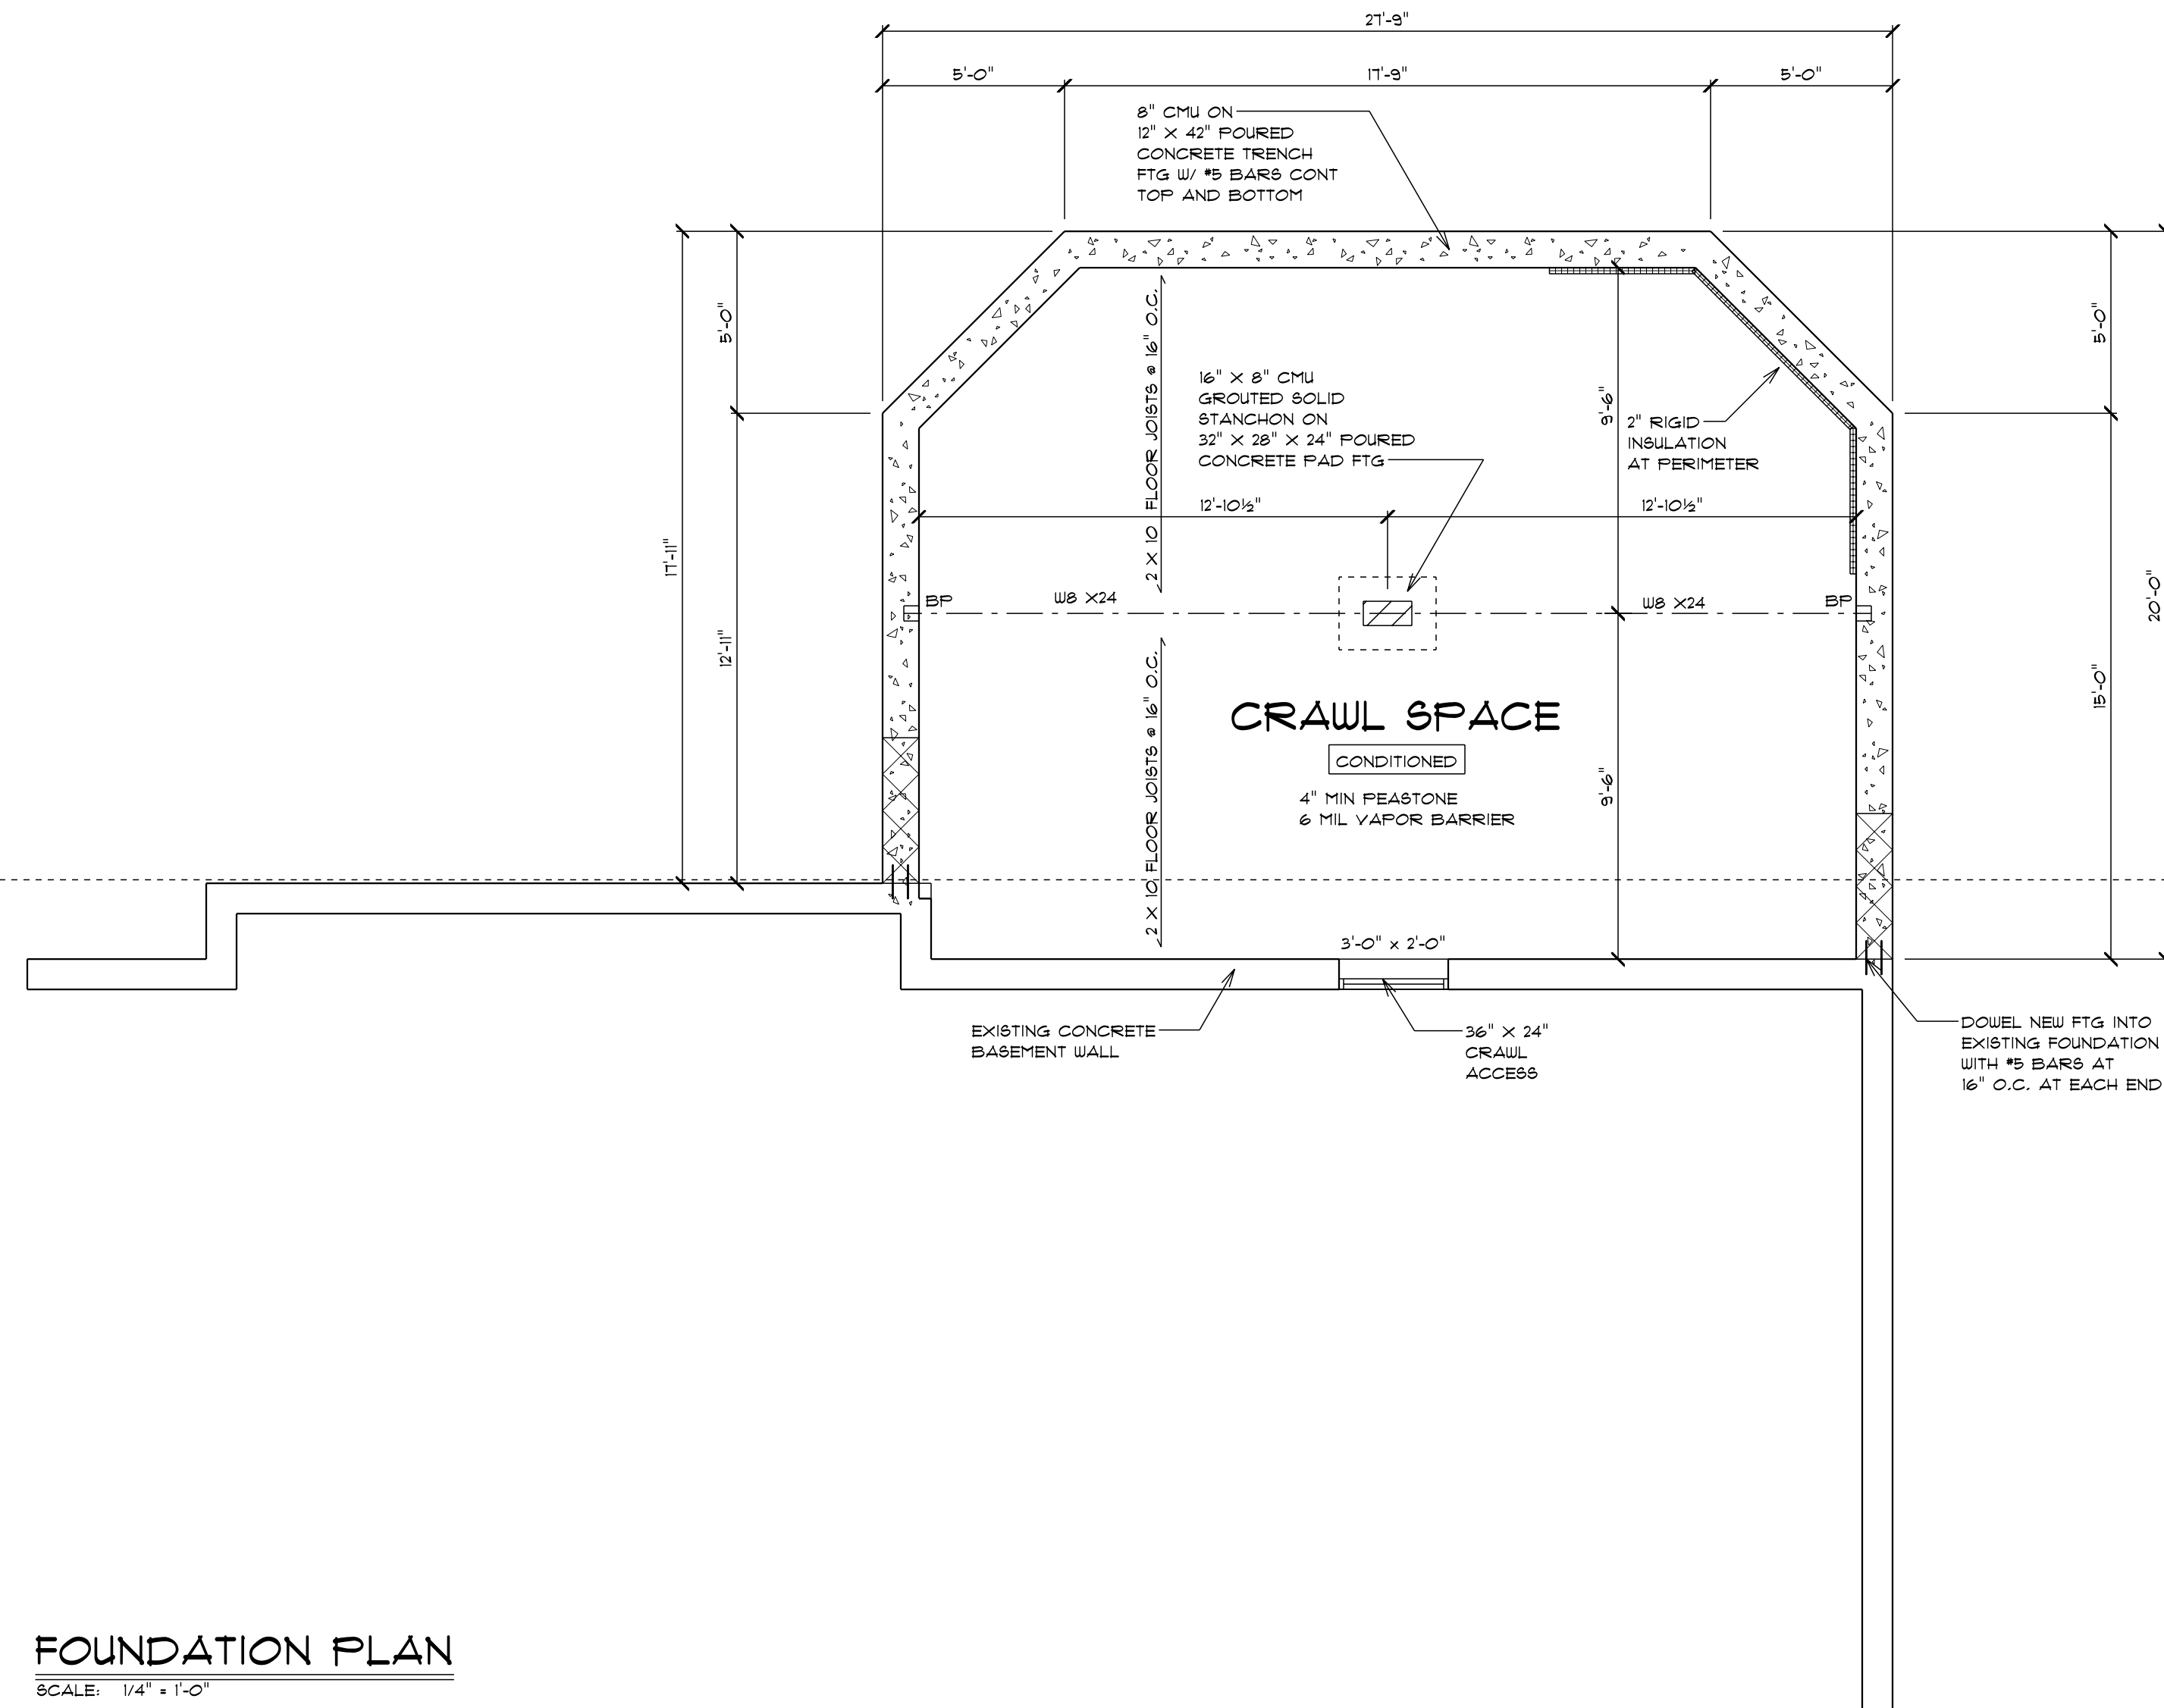 27'-9"
5'-0"
17'-9"
5'-0"
8" CMU ON
12" X 42" POURED
CONCRETE TRENCH
FTG W/ #5 BARS CONT
TOP AND BOTTOM
5'-0"
17'-11"
12'-11"
2 X 10 FLOOR JOISTS @ 16" O.C.
16" X 8" CMU
GROUTED SOLID
STANCHON ON
32" X 28" X 24" POURED
CONCRETE PAD FTG
9'-6"
2" RIGID
INSULATION
AT PERIMETER
5'-0"
12'-10½"
12'-10½"
BP
W8 X24
W8 X24
BP
20'-0"
15'-0"
2 X 10 FLOOR JOISTS @ 16" O.C.
CRAWL SPACE
CONDITIONED
4" MIN PEASTONE
6 MIL VAPOR BARRIER
9'-6"
3'-0" x 2'-0"
EXISTING CONCRETE
BASEMENT WALL
36" X 24"
CRAWL
ACCESS
DOWEL NEW FTG INTO
EXISTING FOUNDATION
WITH #5 BARS AT
16" O.C. AT EACH END
FOUNDATION PLAN
SCALE: 1/4" = 1'-0"